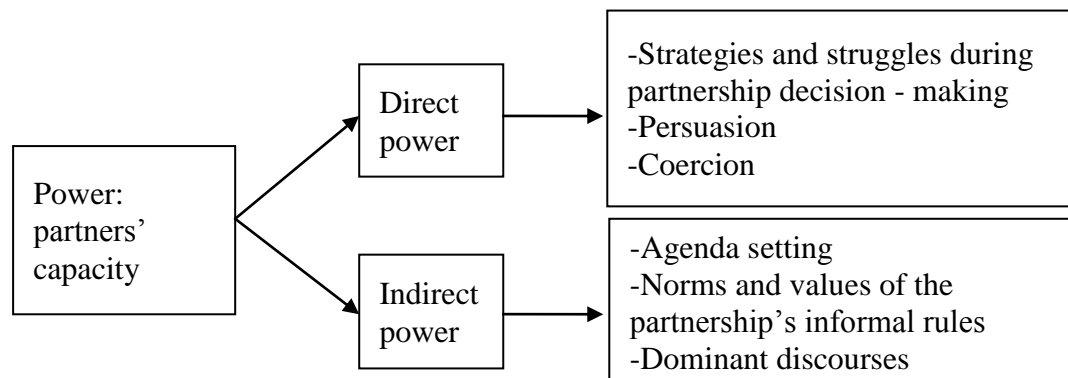 Power:
partners’
capacity
Direct
power
-Strategies and struggles during
partnership decision - making
-Persuasion
-Coercion
Indirect
power
-Agenda setting
-Norms and values of the
partnership’s informal rules
-Dominant discourses